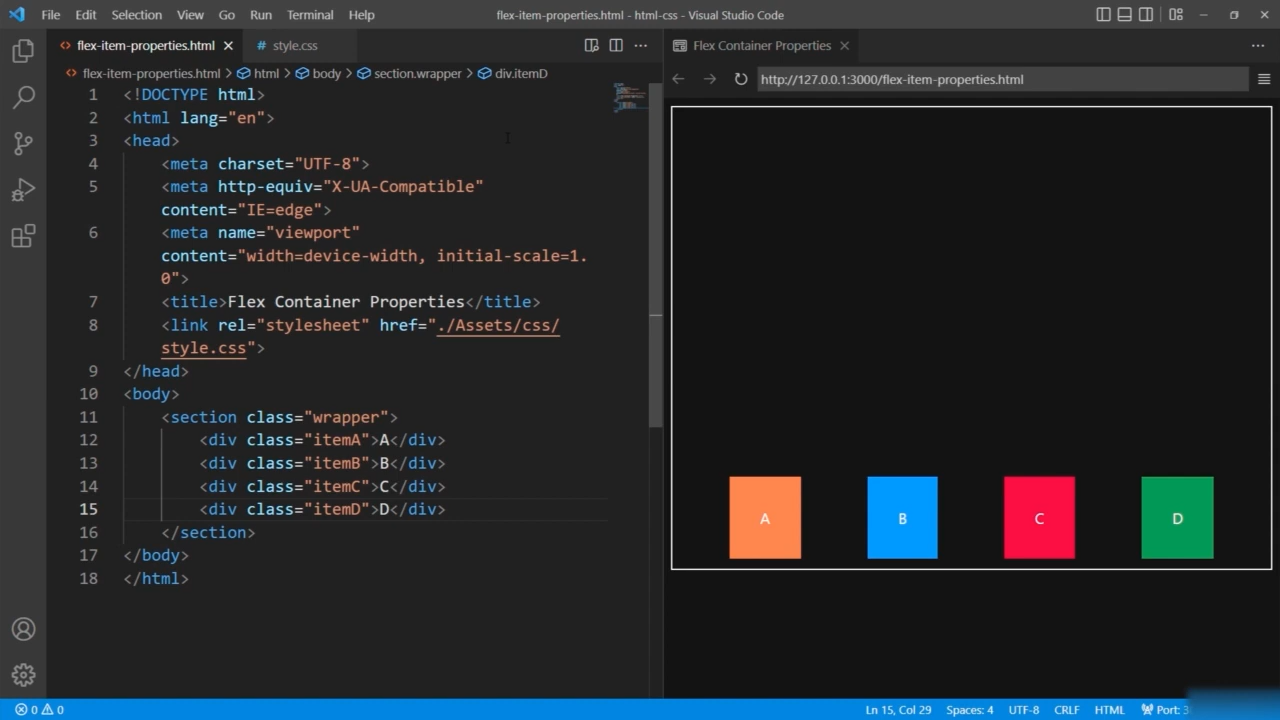 File Edit Selection View Go Run Terminal Help
flex-item-properties.html - html-css - Visual Studio Code
flex-item-properties.html
# style.css
flex-item-properties.html > html > body > section.wrapper > div.itemD
1 <!DOCTYPE html>
2 <html lang="en">
3 <head>
4 <meta charset="UTF-8">
5 <meta http-equiv="X-UA-Compatible"
content="IE=edge">
6 <meta name="viewport"
content="width=device-width, initial-scale=1.
0">
7 <title>Flex Container Properties</title>
8 <link rel="stylesheet" href="./Assets/css/
style.css">
9 </head>
10 <body>
11 <section class="wrapper">
12 <div class="itemA">A</div>
13 <div class="itemB">B</div>
14 <div class="itemC">C</div>
15 <div class="itemD">D</div>
16 </section>
17 </body>
18 </html>
Flex Container Properties
http://127.0.0.1:3000/flex-item-properties.html
A B C D
0 0
Ln 15, Col 29 Spaces: 4 UTF-8 CRLF HTML Port: